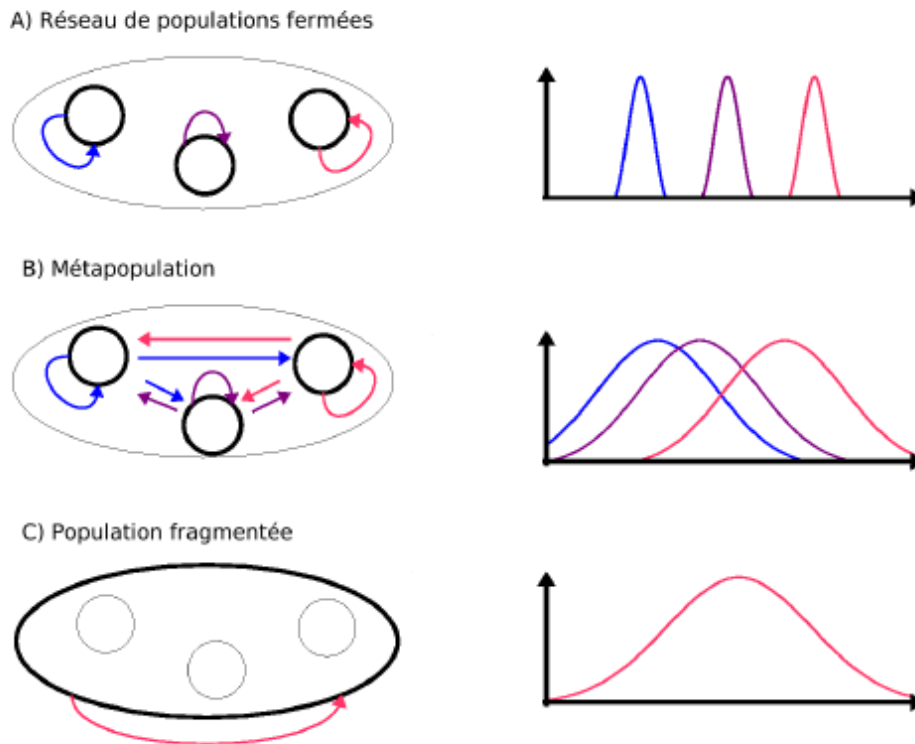 A) Réseau de populations fermées
B) Métapopulation
C) Population fragmentée